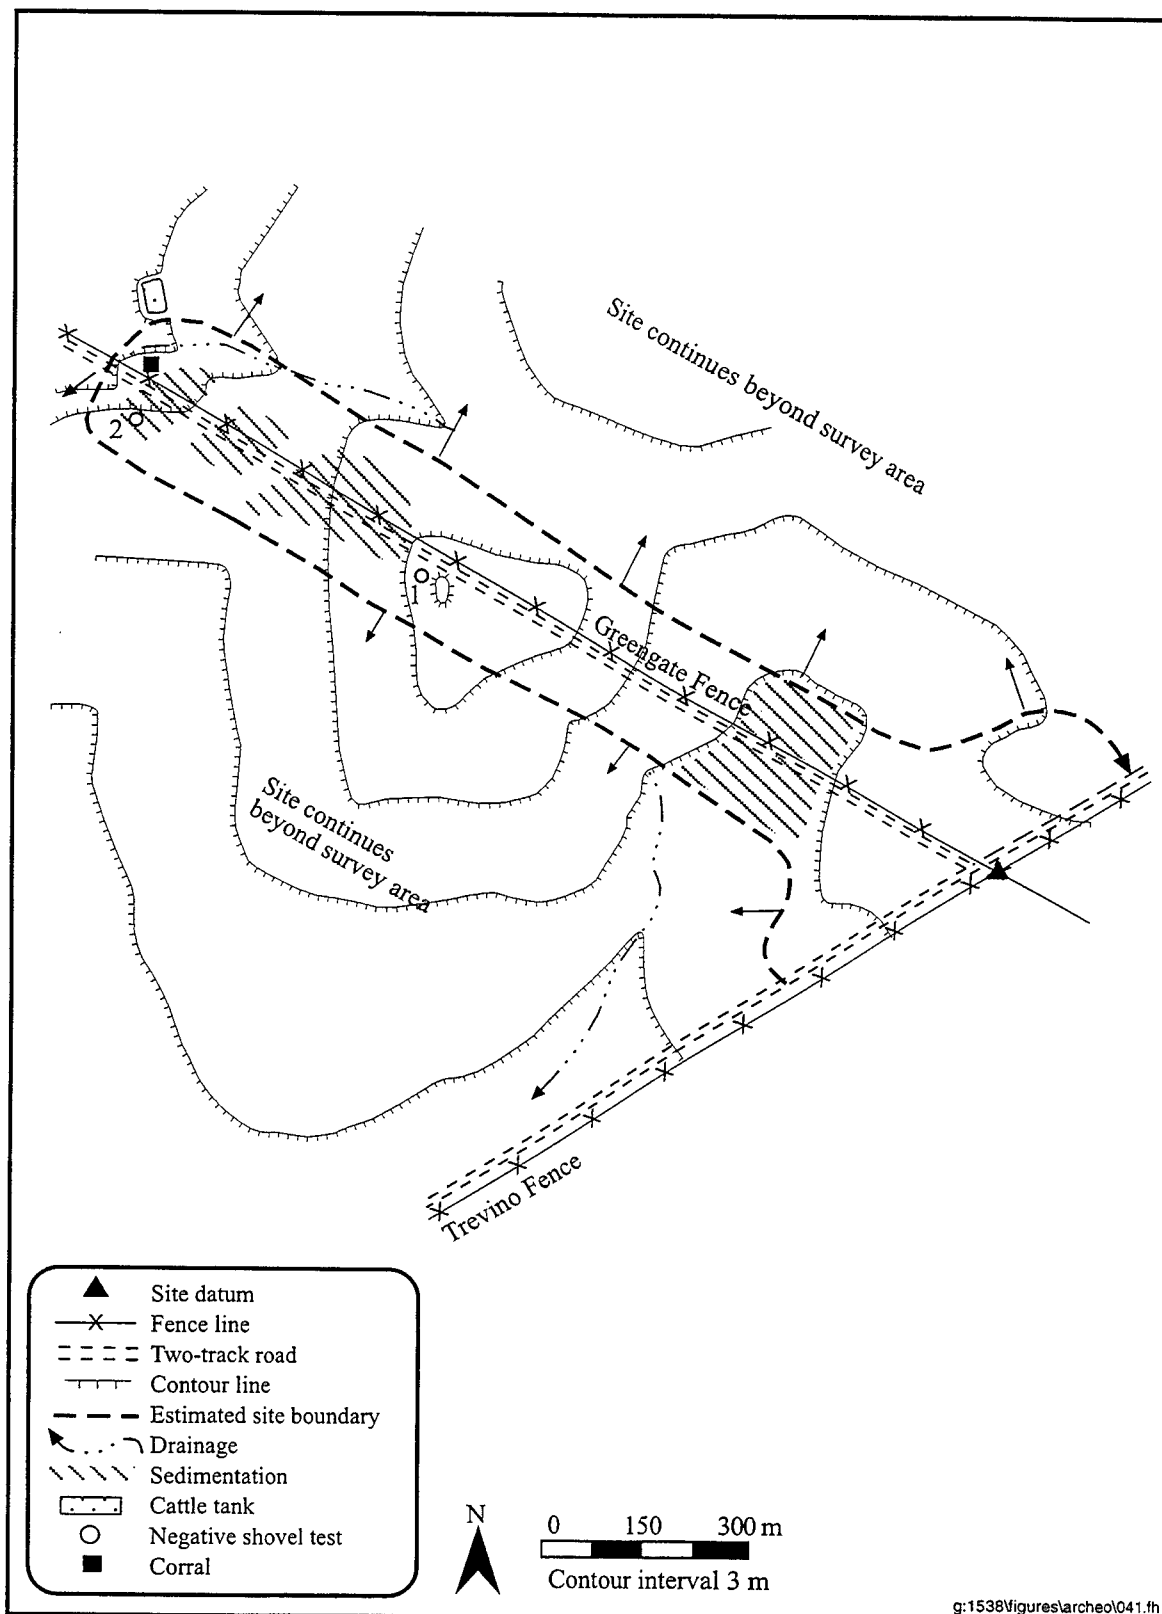 Site continues beyond survey area
2
1
Greengate Fence
Site continues
beyond survey area
Trevino Fence
Site datum
Fence line
Two-track road
Contour line
Estimated site boundary
Drainage
Sedimentation
Cattle tank
Negative shovel test
Corral
N
0 150 300 m
Contour interval 3 m
g:1538\figures\archeo\041.fh